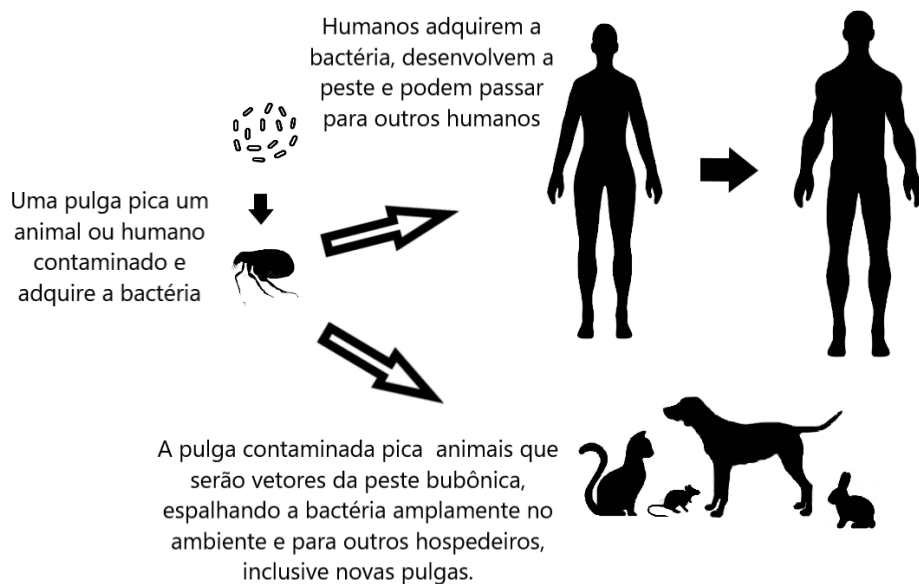 Humanos adquirem a
bactéria, desenvolvem a
peste e podem passar
para outros humanos
Uma pulga pica um
animal ou humano
contaminado e
adquire a bactéria
A pulga contaminada pica animais que
serão vetores da peste bubônica,
espalhando a bactéria amplamente no
ambiente e para outros hospedeiros,
inclusive novas pulgas.